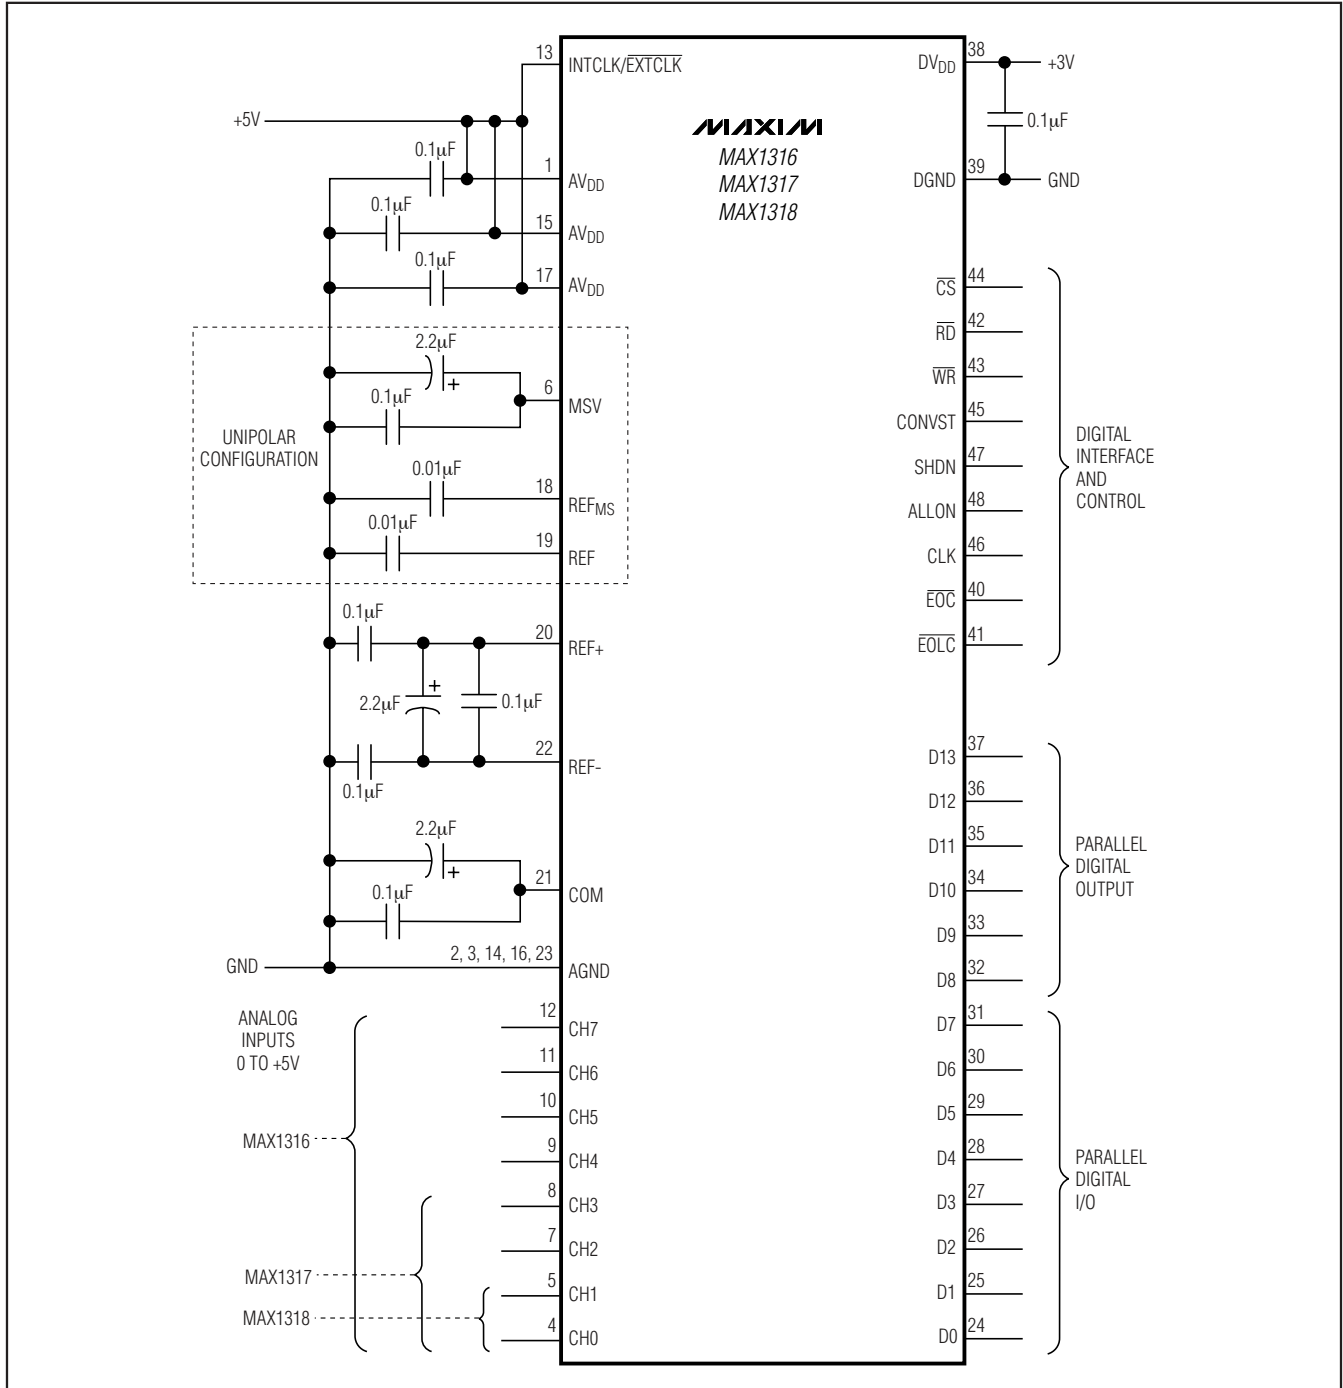 13
INTCLK/EXTCLK
+5V
0.1µF
1
AVDD
0.1µF
15
AVDD
0.1µF
17
AVDD
2.2µF
+
6
MSV
0.1µF
UNIPOLAR
CONFIGURATION
0.01µF
18
REFMS
0.01µF
19
REF
0.1µF
20
REF+
+
2.2µF
0.1µF
22
REF-
0.1µF
2.2µF
+
21
COM
0.1µF
GND
2, 3, 14, 16, 23
AGND
ANALOG
INPUTS
0 TO +5V
12
CH7
11
CH6
10
CH5
MAX1316
9
CH4
8
CH3
7
CH2
MAX1317
5
CH1
MAX1318
4
CH0
MAXIM
MAX1316
MAX1317
MAX1318
DVDD
38
+3V
0.1µF
DGND
39
GND
CS
44
RD
42
WR
43
CONVST
45
SHDN
47
ALLON
48
CLK
46
EOC
40
EOLC
41
DIGITAL
INTERFACE
AND
CONTROL
D13
37
D12
36
D11
35
D10
34
D9
33
D8
32
PARALLEL
DIGITAL
OUTPUT
D7
31
D6
30
D5
29
D4
28
D3
27
D2
26
D1
25
D0
24
PARALLEL
DIGITAL
I/O